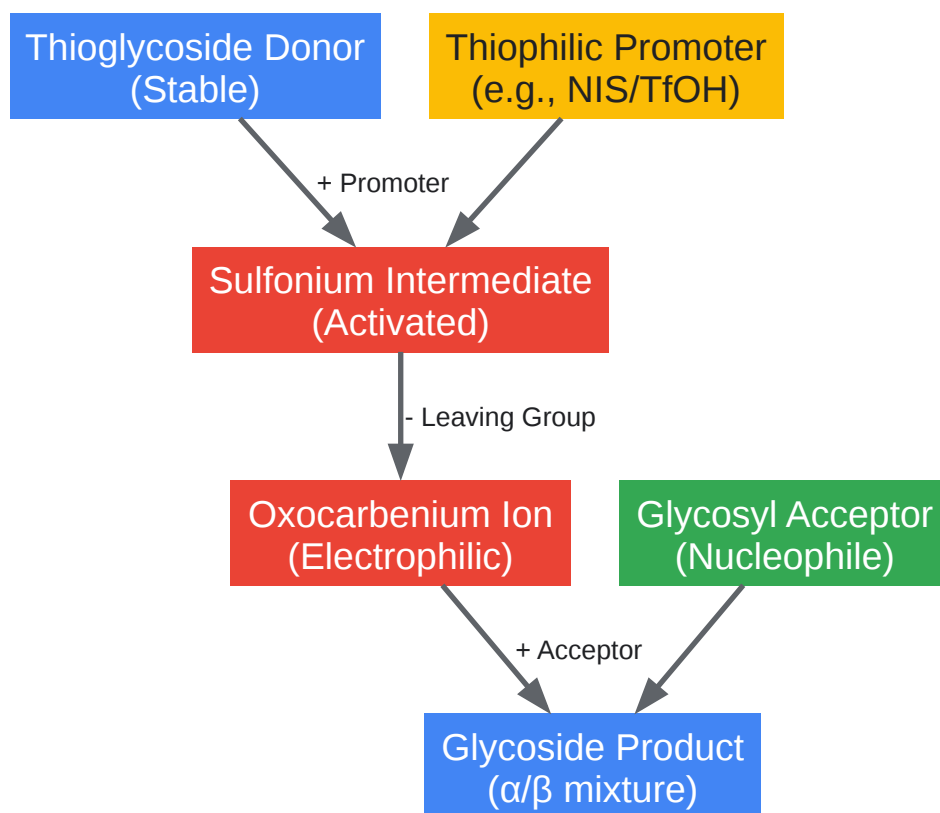 Thioglycoside Donor
(Stable)
Thiophilic Promoter
(e.g., NIS/TfOH)
+ Promoter
Sulfonium Intermediate
(Activated)
- Leaving Group
Oxocarbenium Ion
(Electrophilic)
Glycosyl Acceptor
(Nucleophile)
+ Acceptor
Glycoside Product
(α/β mixture)